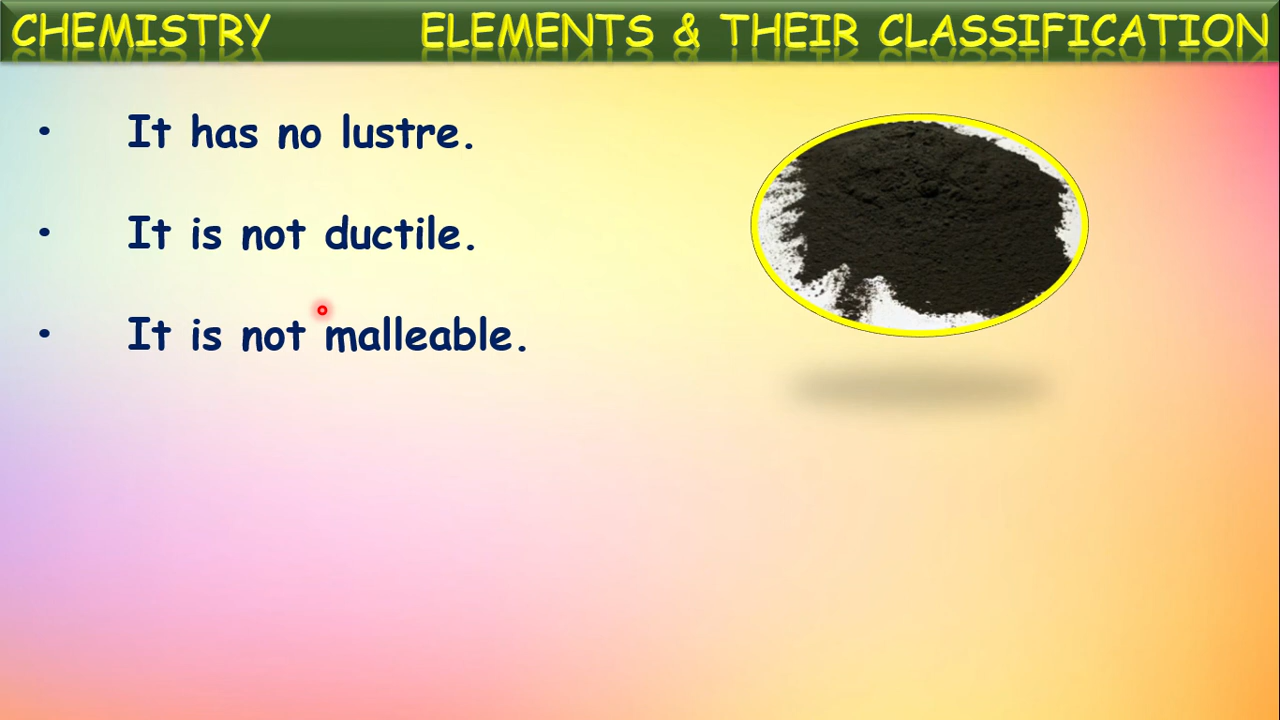 CHEMISTRY ELEMENTS & THEIR CLASSIFICATION
• It has no lustre.
• It is not ductile.
• It is not malleable.